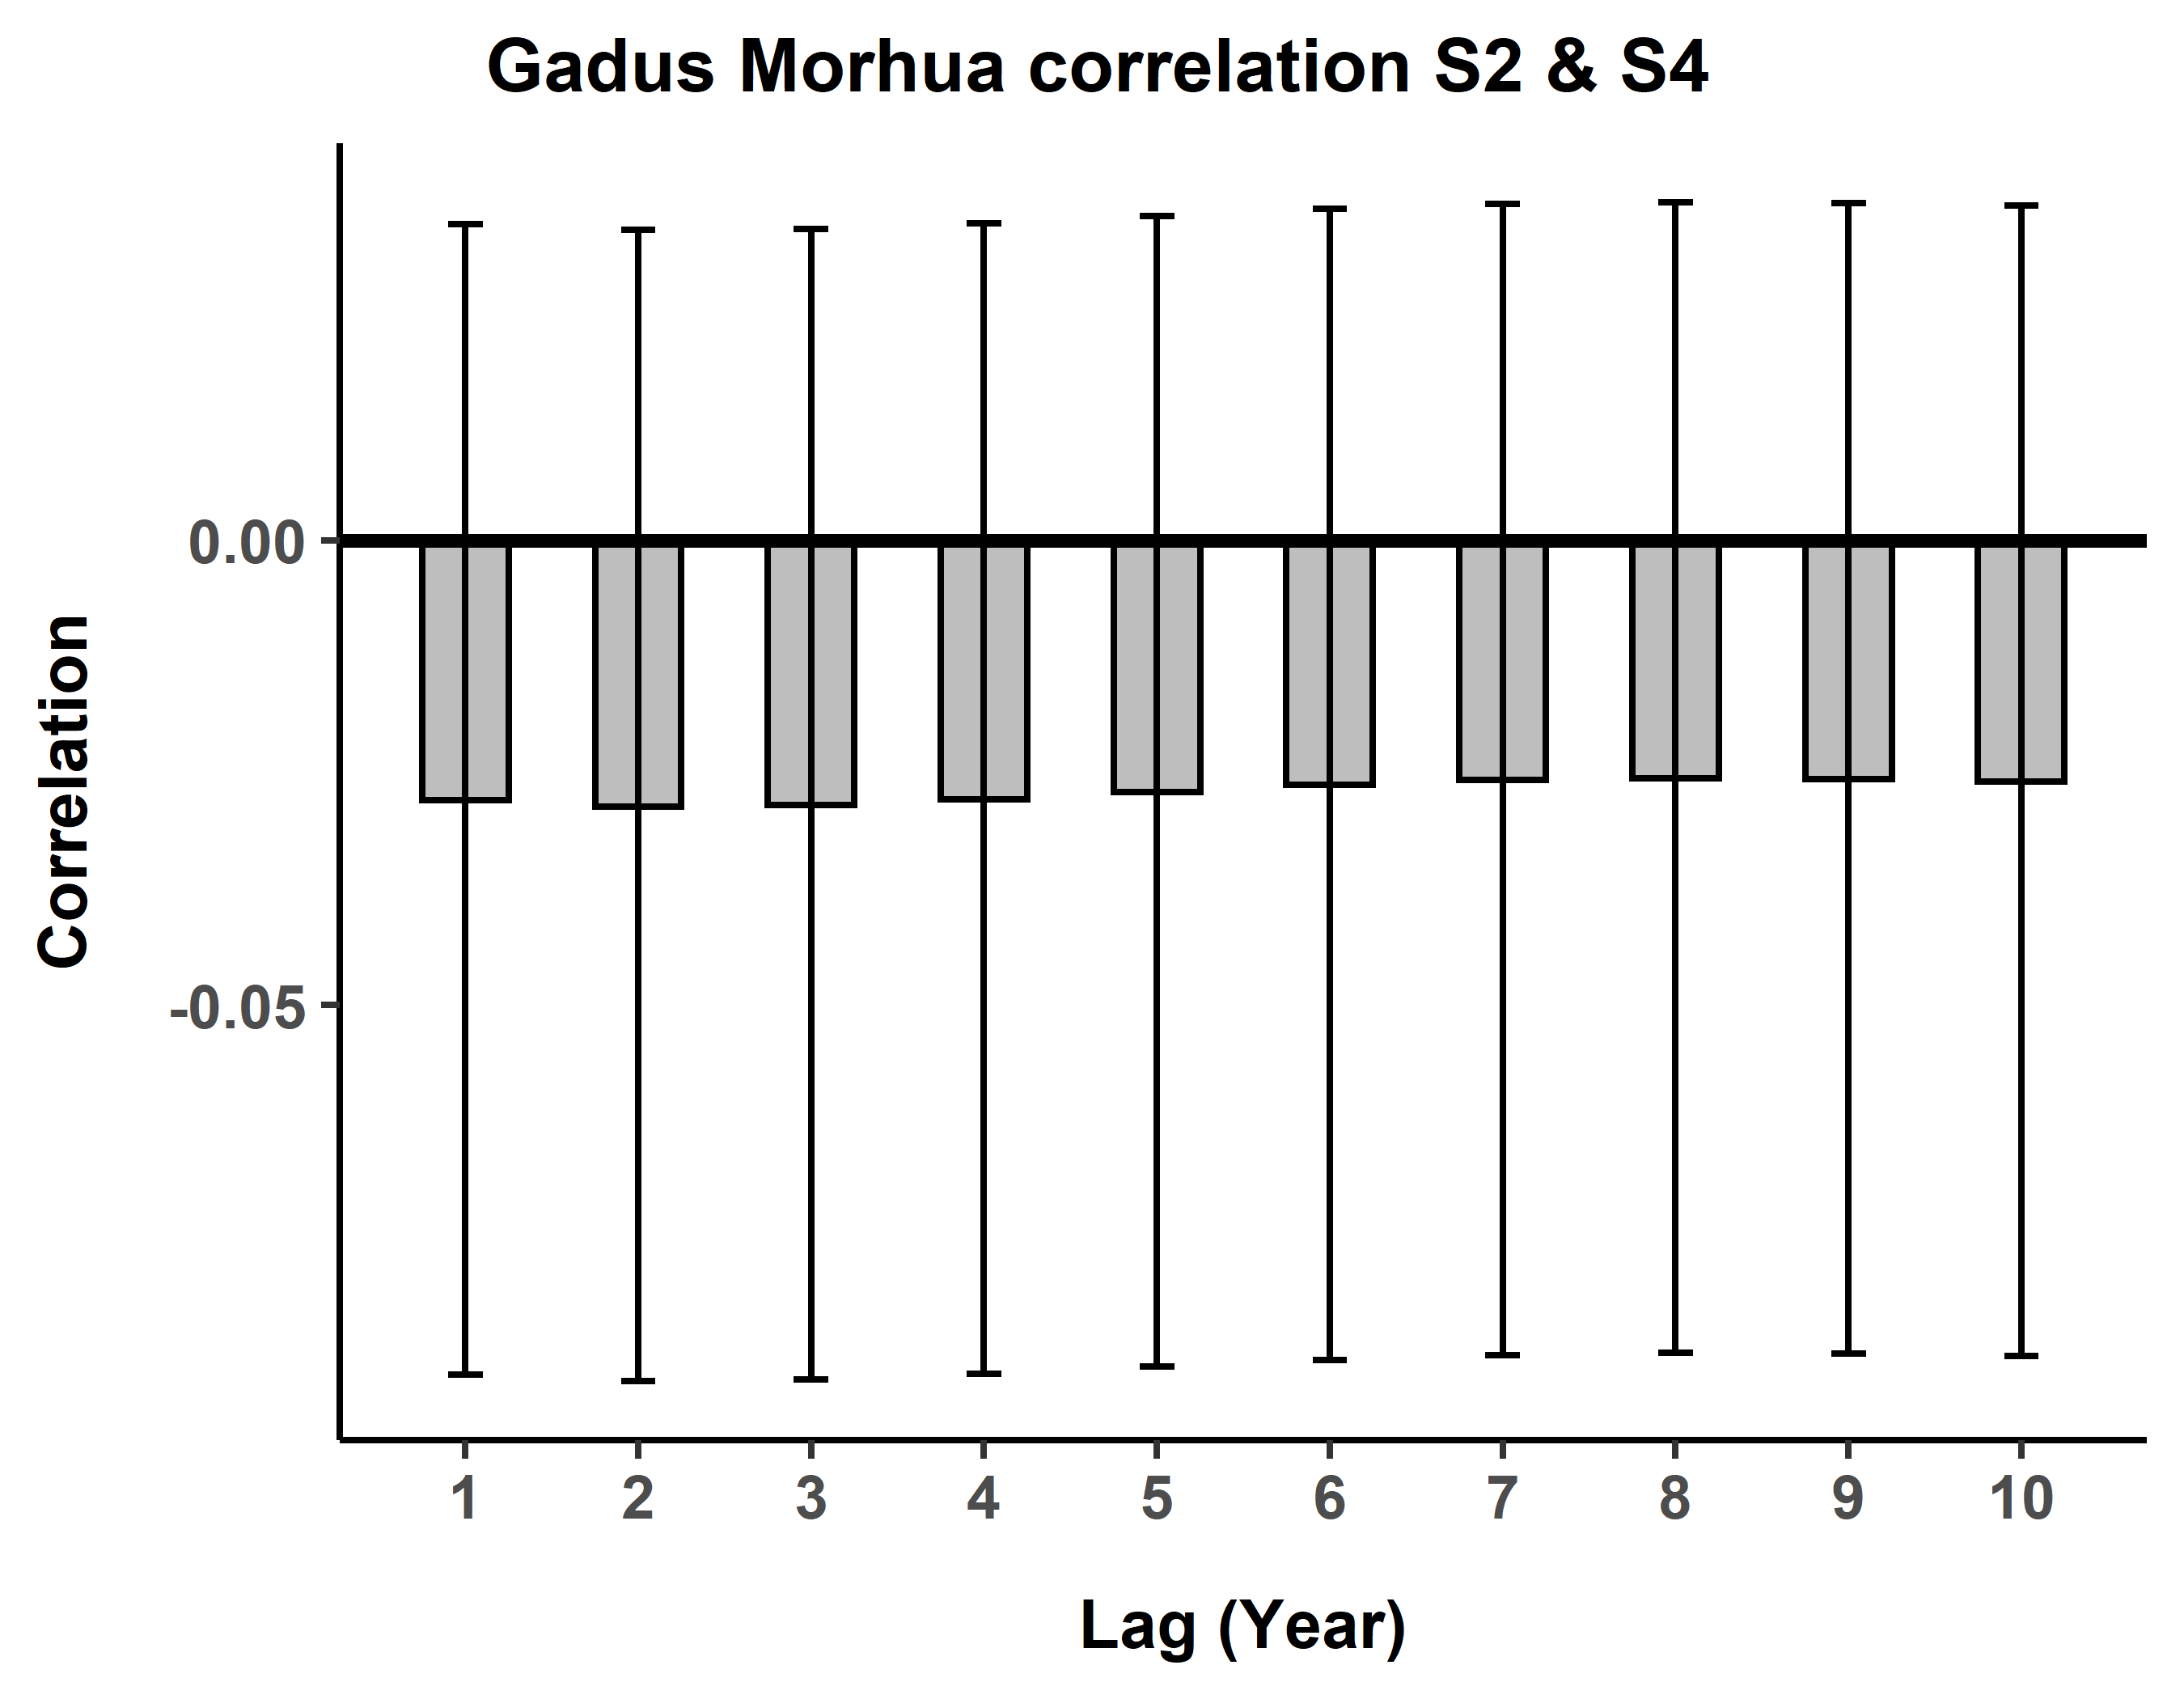 Gadus Morhua correlation S2 & S4
Correlation
0.00
-0.05
1 2 3 4 5 6 7 8 9 10
Lag (Year)